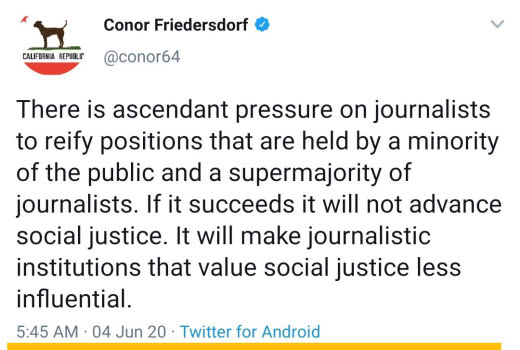 Conor Friedersdorf
CALIFORNIA REPUBLIC
@conor64
There is ascendant pressure on journalists
to reify positions that are held by a minority
of the public and a supermajority of
journalists. If it succeeds it will not advance
social justice. It will make journalistic
institutions that value social justice less
influential.
5:45 AM · 04 Jun 20 · Twitter for Android